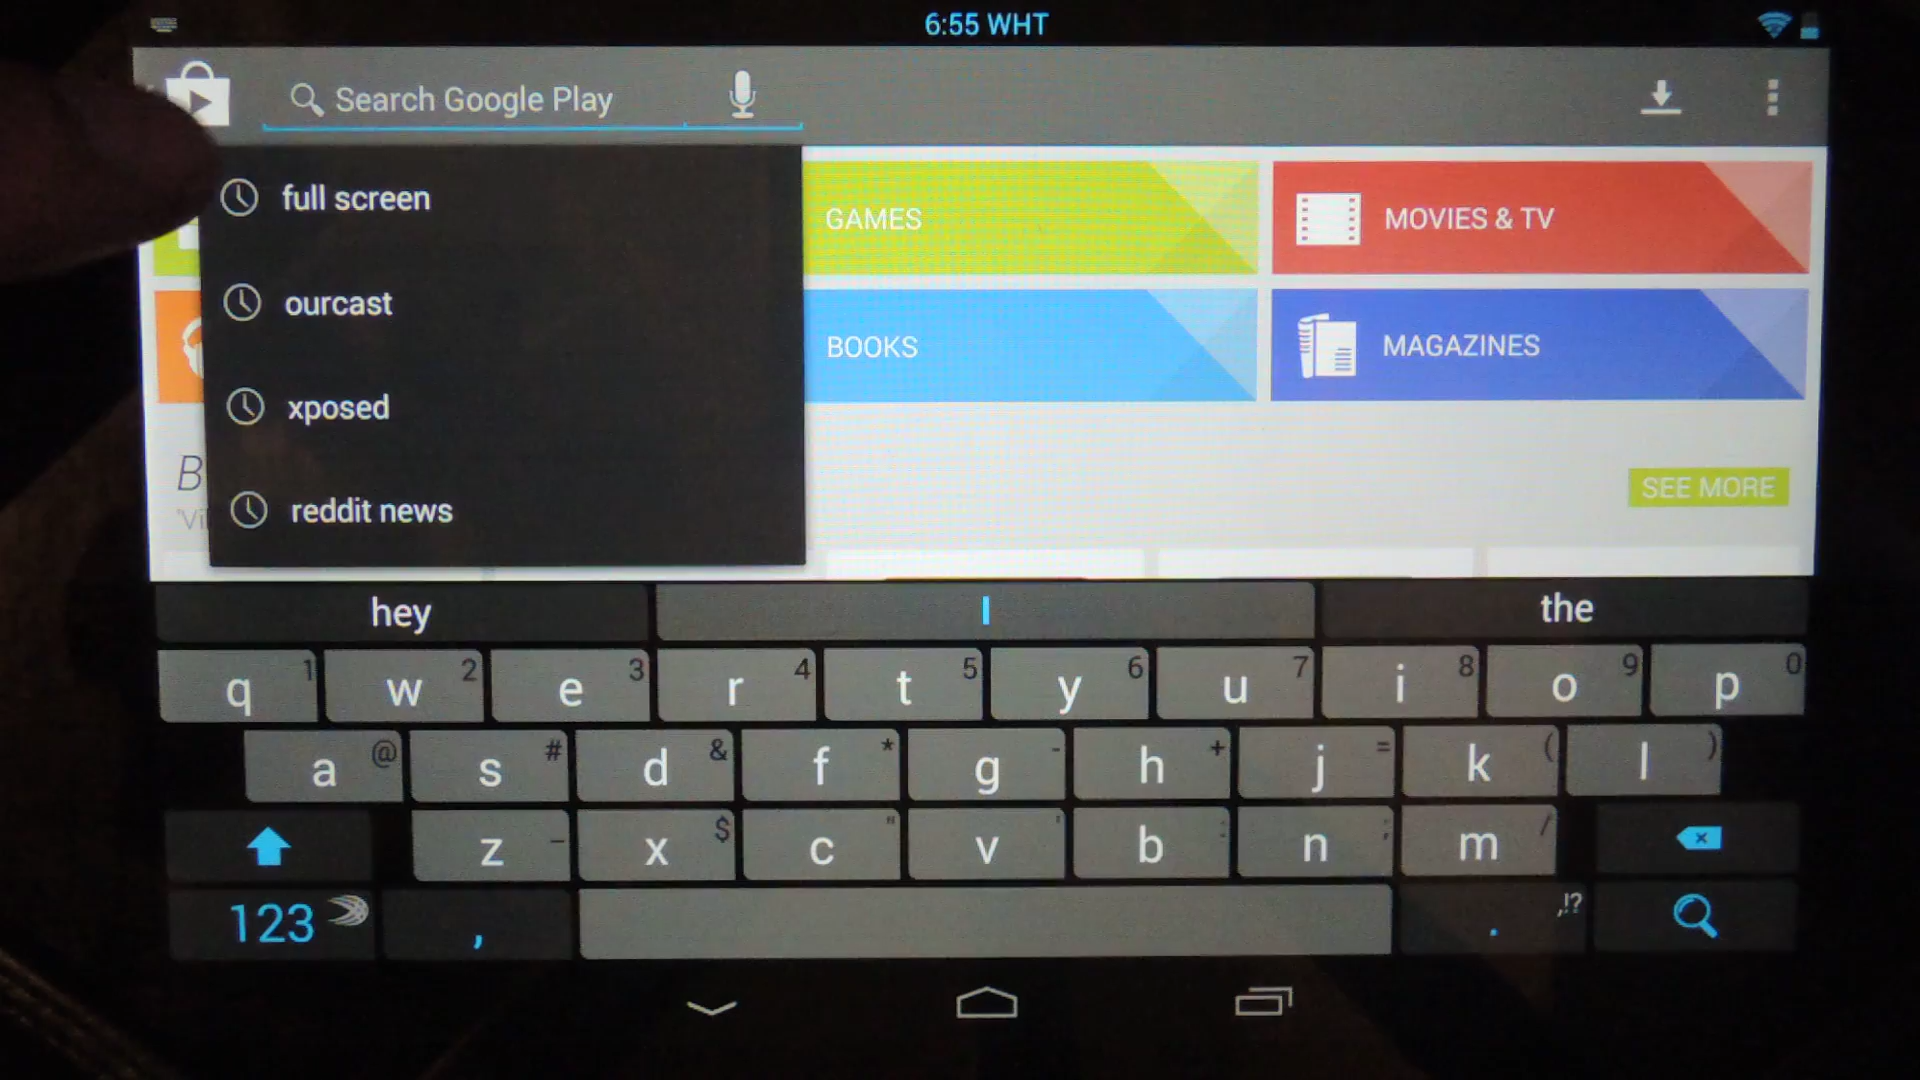 6:55 WHT
Search Google Play
full screen
GAMES
MOVIES & TV
ourcast
BOOKS
MAGAZINES
xposed
B
SEE MORE
reddit news
'Vil
hey
I
the
q 1 w 2 e 3 r 4 t 5 y 6 u 7 i 8 o 9 p 0
a @ s # d & f * g - h + j = k ( l )
z _ x $ c " v ' b : n ; m /
123 , . ,!?